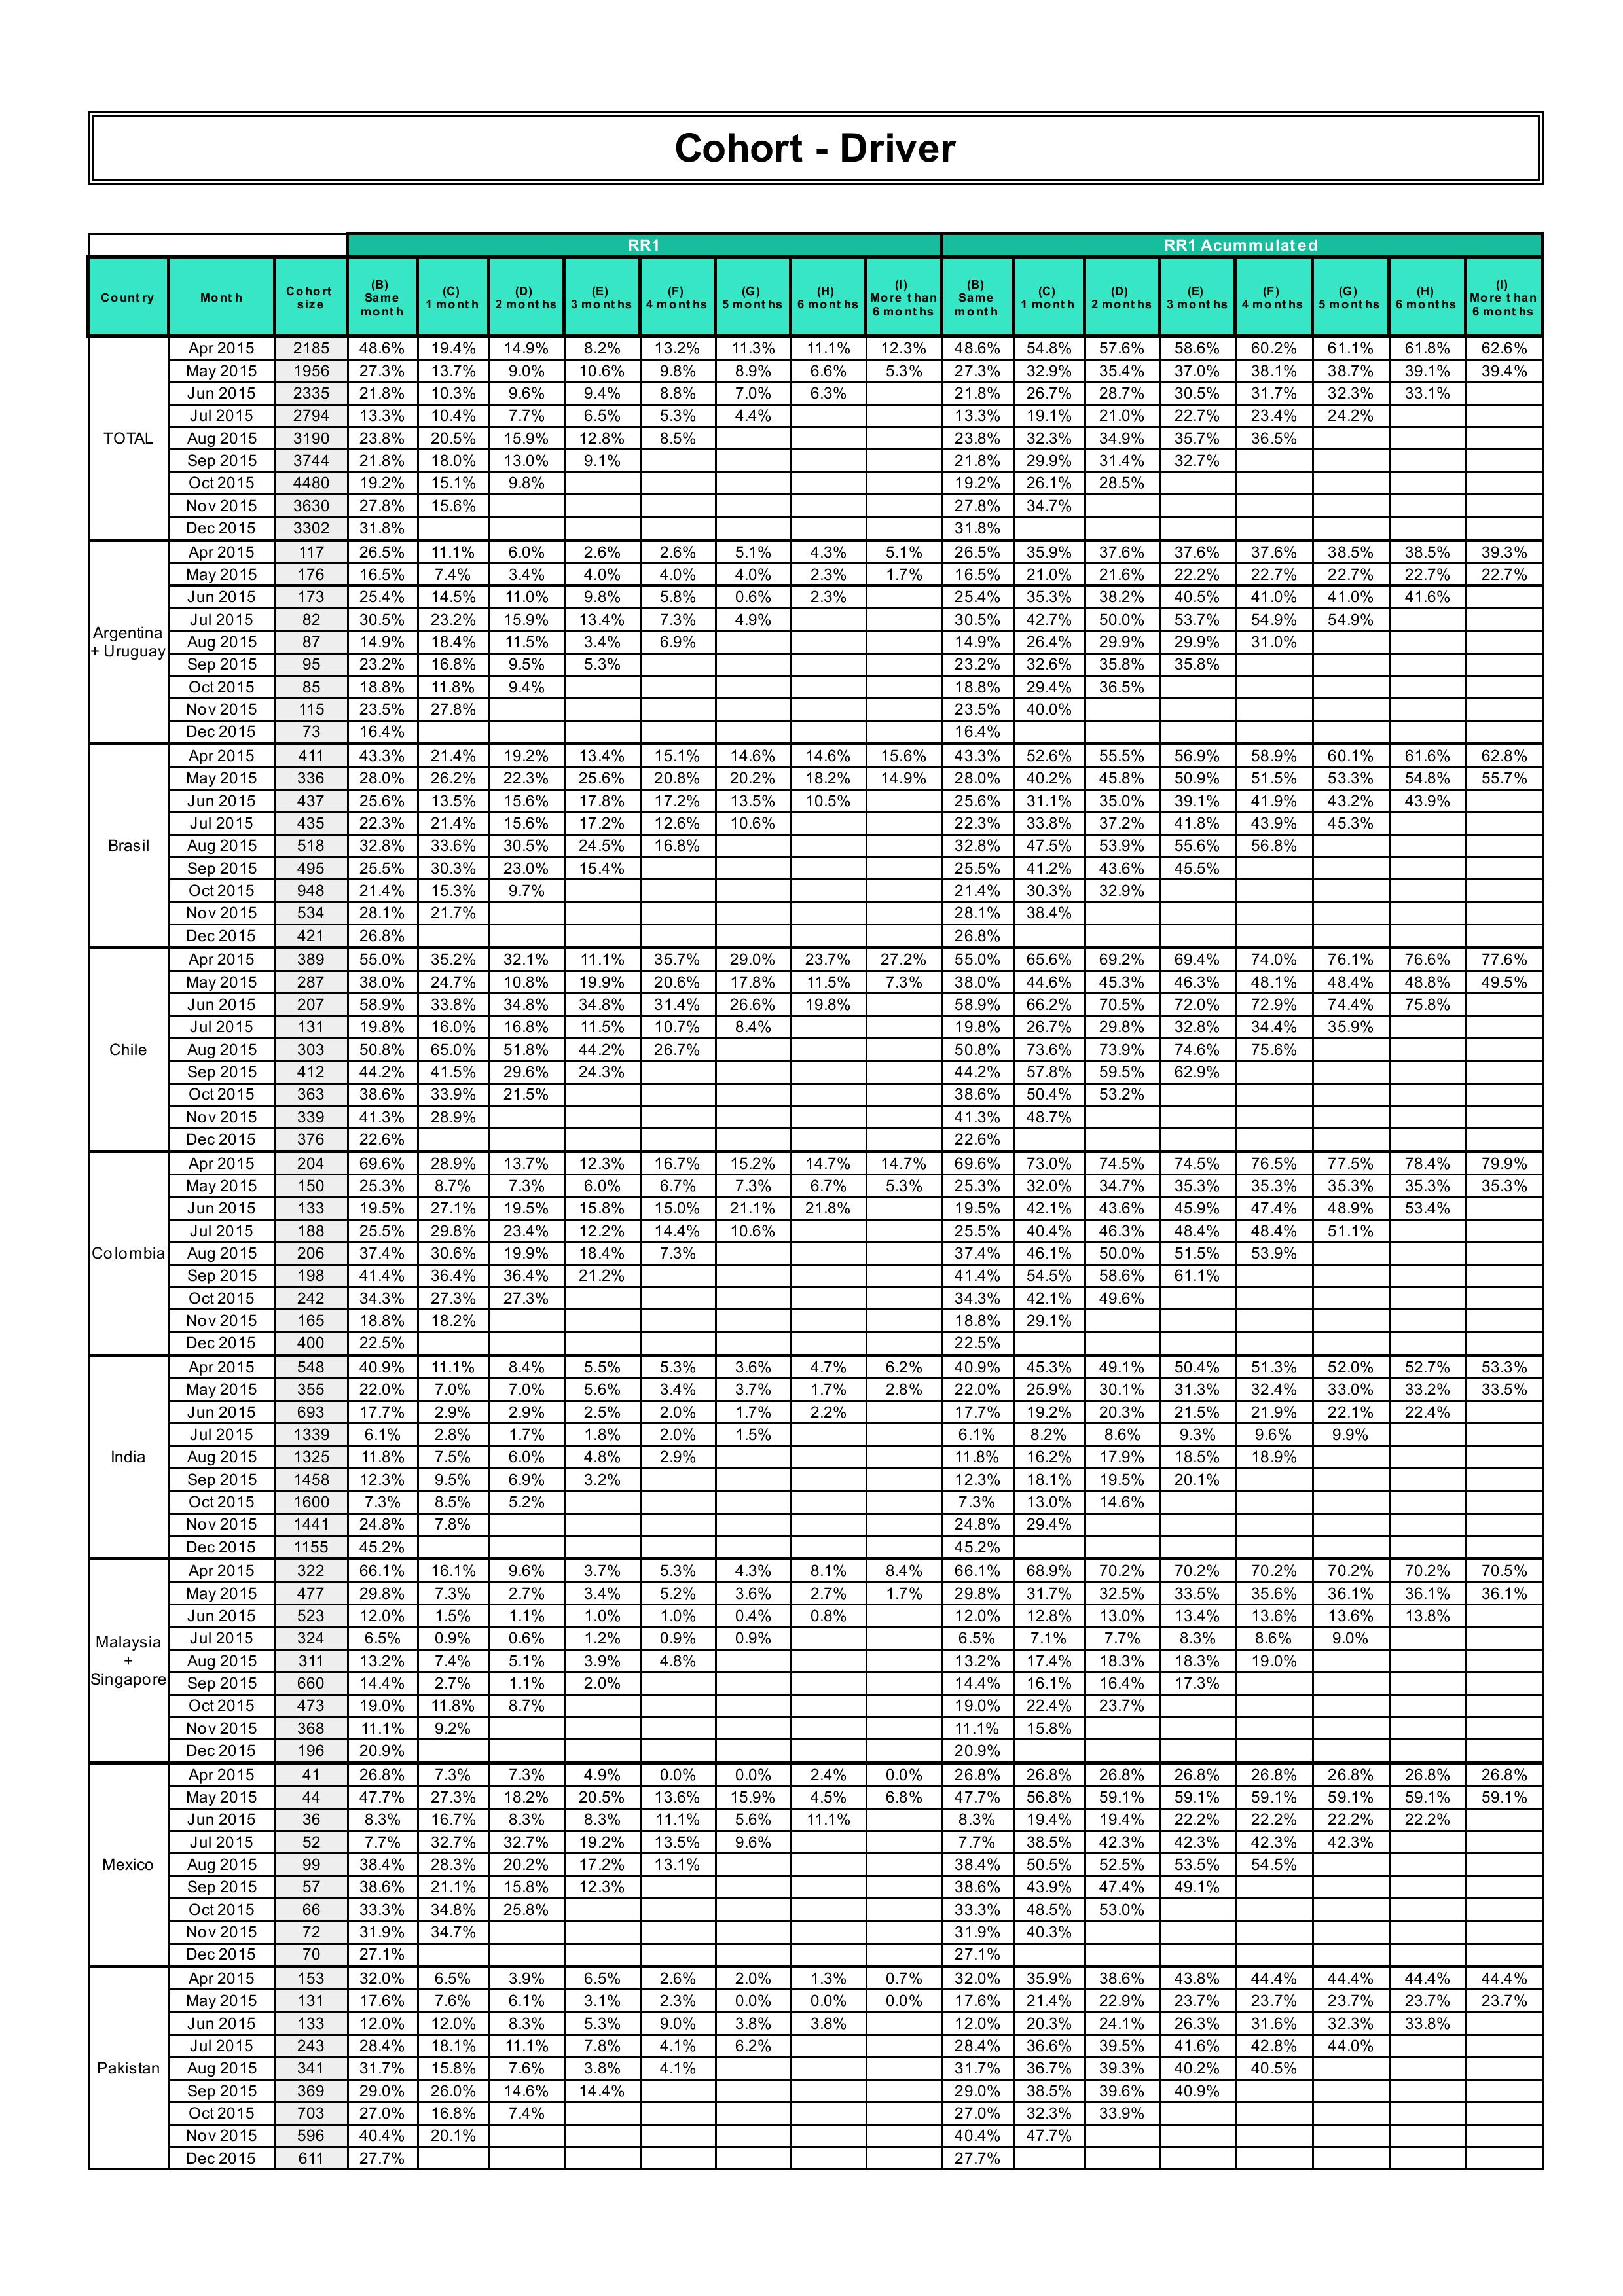 Cohort - Driver
RR1 RR1 Acummulated
Country Month Cohort size (B) Same month (C) 1 month (D) 2 months (E) 3 months (F) 4 months (G) 5 months (H) 6 months (I) More than 6 months (B) Same month (C) 1 month (D) 2 months (E) 3 months (F) 4 months (G) 5 months (H) 6 months (I) More than 6 months
TOTAL
Apr 2015 2185 48.6% 19.4% 14.9% 8.2% 13.2% 11.3% 11.1% 12.3% 48.6% 54.8% 57.6% 58.6% 60.2% 61.1% 61.8% 62.6%
May 2015 1956 27.3% 13.7% 9.0% 10.6% 9.8% 8.9% 6.6% 5.3% 27.3% 32.9% 35.4% 37.0% 38.1% 38.7% 39.1% 39.4%
Jun 2015 2335 21.8% 10.3% 9.6% 9.4% 8.8% 7.0% 6.3% 21.8% 26.7% 28.7% 30.5% 31.7% 32.3% 33.1%
Jul 2015 2794 13.3% 10.4% 7.7% 6.5% 5.3% 4.4% 13.3% 19.1% 21.0% 22.7% 23.4% 24.2%
Aug 2015 3190 23.8% 20.5% 15.9% 12.8% 8.5% 23.8% 32.3% 34.9% 35.7% 36.5%
Sep 2015 3744 21.8% 18.0% 13.0% 9.1% 21.8% 29.9% 31.4% 32.7%
Oct 2015 4480 19.2% 15.1% 9.8% 19.2% 26.1% 28.5%
Nov 2015 3630 27.8% 15.6% 27.8% 34.7%
Dec 2015 3302 31.8% 31.8%
Argentina + Uruguay
Apr 2015 117 26.5% 11.1% 6.0% 2.6% 2.6% 5.1% 4.3% 5.1% 26.5% 35.9% 37.6% 37.6% 37.6% 38.5% 38.5% 39.3%
May 2015 176 16.5% 7.4% 3.4% 4.0% 4.0% 4.0% 2.3% 1.7% 16.5% 21.0% 21.6% 22.2% 22.7% 22.7% 22.7% 22.7%
Jun 2015 173 25.4% 14.5% 11.0% 9.8% 5.8% 0.6% 2.3% 25.4% 35.3% 38.2% 40.5% 41.0% 41.0% 41.6%
Jul 2015 82 30.5% 23.2% 15.9% 13.4% 7.3% 4.9% 30.5% 42.7% 50.0% 53.7% 54.9% 54.9%
Aug 2015 87 14.9% 18.4% 11.5% 3.4% 6.9% 14.9% 26.4% 29.9% 29.9% 31.0%
Sep 2015 95 23.2% 16.8% 9.5% 5.3% 23.2% 32.6% 35.8% 35.8%
Oct 2015 85 18.8% 11.8% 9.4% 18.8% 29.4% 36.5%
Nov 2015 115 23.5% 27.8% 23.5% 40.0%
Dec 2015 73 16.4% 16.4%
Brasil
Apr 2015 411 43.3% 21.4% 19.2% 13.4% 15.1% 14.6% 14.6% 15.6% 43.3% 52.6% 55.5% 56.9% 58.9% 60.1% 61.6% 62.8%
May 2015 336 28.0% 26.2% 22.3% 25.6% 20.8% 20.2% 18.2% 14.9% 28.0% 40.2% 45.8% 50.9% 51.5% 53.3% 54.8% 55.7%
Jun 2015 437 25.6% 13.5% 15.6% 17.8% 17.2% 13.5% 10.5% 25.6% 31.1% 35.0% 39.1% 41.9% 43.2% 43.9%
Jul 2015 435 22.3% 21.4% 15.6% 17.2% 12.6% 10.6% 22.3% 33.8% 37.2% 41.8% 43.9% 45.3%
Aug 2015 518 32.8% 33.6% 30.5% 24.5% 16.8% 32.8% 47.5% 53.9% 55.6% 56.8%
Sep 2015 495 25.5% 30.3% 23.0% 15.4% 25.5% 41.2% 43.6% 45.5%
Oct 2015 948 21.4% 15.3% 9.7% 21.4% 30.3% 32.9%
Nov 2015 534 28.1% 21.7% 28.1% 38.4%
Dec 2015 421 26.8% 26.8%
Chile
Apr 2015 389 55.0% 35.2% 32.1% 11.1% 35.7% 29.0% 23.7% 27.2% 55.0% 65.6% 69.2% 69.4% 74.0% 76.1% 76.6% 77.6%
May 2015 287 38.0% 24.7% 10.8% 19.9% 20.6% 17.8% 11.5% 7.3% 38.0% 44.6% 45.3% 46.3% 48.1% 48.4% 48.8% 49.5%
Jun 2015 207 58.9% 33.8% 34.8% 34.8% 31.4% 26.6% 19.8% 58.9% 66.2% 70.5% 72.0% 72.9% 74.4% 75.8%
Jul 2015 131 19.8% 16.0% 16.8% 11.5% 10.7% 8.4% 19.8% 26.7% 29.8% 32.8% 34.4% 35.9%
Aug 2015 303 50.8% 65.0% 51.8% 44.2% 26.7% 50.8% 73.6% 73.9% 74.6% 75.6%
Sep 2015 412 44.2% 41.5% 29.6% 24.3% 44.2% 57.8% 59.5% 62.9%
Oct 2015 363 38.6% 33.9% 21.5% 38.6% 50.4% 53.2%
Nov 2015 339 41.3% 28.9% 41.3% 48.7%
Dec 2015 376 22.6% 22.6%
Colombia
Apr 2015 204 69.6% 28.9% 13.7% 12.3% 16.7% 15.2% 14.7% 14.7% 69.6% 73.0% 74.5% 74.5% 76.5% 77.5% 78.4% 79.9%
May 2015 150 25.3% 8.7% 7.3% 6.0% 6.7% 7.3% 6.7% 5.3% 25.3% 32.0% 34.7% 35.3% 35.3% 35.3% 35.3% 35.3%
Jun 2015 133 19.5% 27.1% 19.5% 15.8% 15.0% 21.1% 21.8% 19.5% 42.1% 43.6% 45.9% 47.4% 48.9% 53.4%
Jul 2015 188 25.5% 29.8% 23.4% 12.2% 14.4% 10.6% 25.5% 40.4% 46.3% 48.4% 48.4% 51.1%
Aug 2015 206 37.4% 30.6% 19.9% 18.4% 7.3% 37.4% 46.1% 50.0% 51.5% 53.9%
Sep 2015 198 41.4% 36.4% 36.4% 21.2% 41.4% 54.5% 58.6% 61.1%
Oct 2015 242 34.3% 27.3% 27.3% 34.3% 42.1% 49.6%
Nov 2015 165 18.8% 18.2% 18.8% 29.1%
Dec 2015 400 22.5% 22.5%
India
Apr 2015 548 40.9% 11.1% 8.4% 5.5% 5.3% 3.6% 4.7% 6.2% 40.9% 45.3% 49.1% 50.4% 51.3% 52.0% 52.7% 53.3%
May 2015 355 22.0% 7.0% 7.0% 5.6% 3.4% 3.7% 1.7% 2.8% 22.0% 25.9% 30.1% 31.3% 32.4% 33.0% 33.2% 33.5%
Jun 2015 693 17.7% 2.9% 2.9% 2.5% 2.0% 1.7% 2.2% 17.7% 19.2% 20.3% 21.5% 21.9% 22.1% 22.4%
Jul 2015 1339 6.1% 2.8% 1.7% 1.8% 2.0% 1.5% 6.1% 8.2% 8.6% 9.3% 9.6% 9.9%
Aug 2015 1325 11.8% 7.5% 6.0% 4.8% 2.9% 11.8% 16.2% 17.9% 18.5% 18.9%
Sep 2015 1458 12.3% 9.5% 6.9% 3.2% 12.3% 18.1% 19.5% 20.1%
Oct 2015 1600 7.3% 8.5% 5.2% 7.3% 13.0% 14.6%
Nov 2015 1441 24.8% 7.8% 24.8% 29.4%
Dec 2015 1155 45.2% 45.2%
Malaysia + Singapore
Apr 2015 322 66.1% 16.1% 9.6% 3.7% 5.3% 4.3% 8.1% 8.4% 66.1% 68.9% 70.2% 70.2% 70.2% 70.2% 70.2% 70.5%
May 2015 477 29.8% 7.3% 2.7% 3.4% 5.2% 3.6% 2.7% 1.7% 29.8% 31.7% 32.5% 33.5% 35.6% 36.1% 36.1% 36.1%
Jun 2015 523 12.0% 1.5% 1.1% 1.0% 1.0% 0.4% 0.8% 12.0% 12.8% 13.0% 13.4% 13.6% 13.6% 13.8%
Jul 2015 324 6.5% 0.9% 0.6% 1.2% 0.9% 0.9% 6.5% 7.1% 7.7% 8.3% 8.6% 9.0%
Aug 2015 311 13.2% 7.4% 5.1% 3.9% 4.8% 13.2% 17.4% 18.3% 18.3% 19.0%
Sep 2015 660 14.4% 2.7% 1.1% 2.0% 14.4% 16.1% 16.4% 17.3%
Oct 2015 473 19.0% 11.8% 8.7% 19.0% 22.4% 23.7%
Nov 2015 368 11.1% 9.2% 11.1% 15.8%
Dec 2015 196 20.9% 20.9%
Mexico
Apr 2015 41 26.8% 7.3% 7.3% 4.9% 0.0% 0.0% 2.4% 0.0% 26.8% 26.8% 26.8% 26.8% 26.8% 26.8% 26.8% 26.8%
May 2015 44 47.7% 27.3% 18.2% 20.5% 13.6% 15.9% 4.5% 6.8% 47.7% 56.8% 59.1% 59.1% 59.1% 59.1% 59.1% 59.1%
Jun 2015 36 8.3% 16.7% 8.3% 8.3% 11.1% 5.6% 11.1% 8.3% 19.4% 19.4% 22.2% 22.2% 22.2% 22.2%
Jul 2015 52 7.7% 32.7% 32.7% 19.2% 13.5% 9.6% 7.7% 38.5% 42.3% 42.3% 42.3% 42.3%
Aug 2015 99 38.4% 28.3% 20.2% 17.2% 13.1% 38.4% 50.5% 52.5% 53.5% 54.5%
Sep 2015 57 38.6% 21.1% 15.8% 12.3% 38.6% 43.9% 47.4% 49.1%
Oct 2015 66 33.3% 34.8% 25.8% 33.3% 48.5% 53.0%
Nov 2015 72 31.9% 34.7% 31.9% 40.3%
Dec 2015 70 27.1% 27.1%
Pakistan
Apr 2015 153 32.0% 6.5% 3.9% 6.5% 2.6% 2.0% 1.3% 0.7% 32.0% 35.9% 38.6% 43.8% 44.4% 44.4% 44.4% 44.4%
May 2015 131 17.6% 7.6% 6.1% 3.1% 2.3% 0.0% 0.0% 0.0% 17.6% 21.4% 22.9% 23.7% 23.7% 23.7% 23.7% 23.7%
Jun 2015 133 12.0% 12.0% 8.3% 5.3% 9.0% 3.8% 3.8% 12.0% 20.3% 24.1% 26.3% 31.6% 32.3% 33.8%
Jul 2015 243 28.4% 18.1% 11.1% 7.8% 4.1% 6.2% 28.4% 36.6% 39.5% 41.6% 42.8% 44.0%
Aug 2015 341 31.7% 15.8% 7.6% 3.8% 4.1% 31.7% 36.7% 39.3% 40.2% 40.5%
Sep 2015 369 29.0% 26.0% 14.6% 14.4% 29.0% 38.5% 39.6% 40.9%
Oct 2015 703 27.0% 16.8% 7.4% 27.0% 32.3% 33.9%
Nov 2015 596 40.4% 20.1% 40.4% 47.7%
Dec 2015 611 27.7% 27.7%